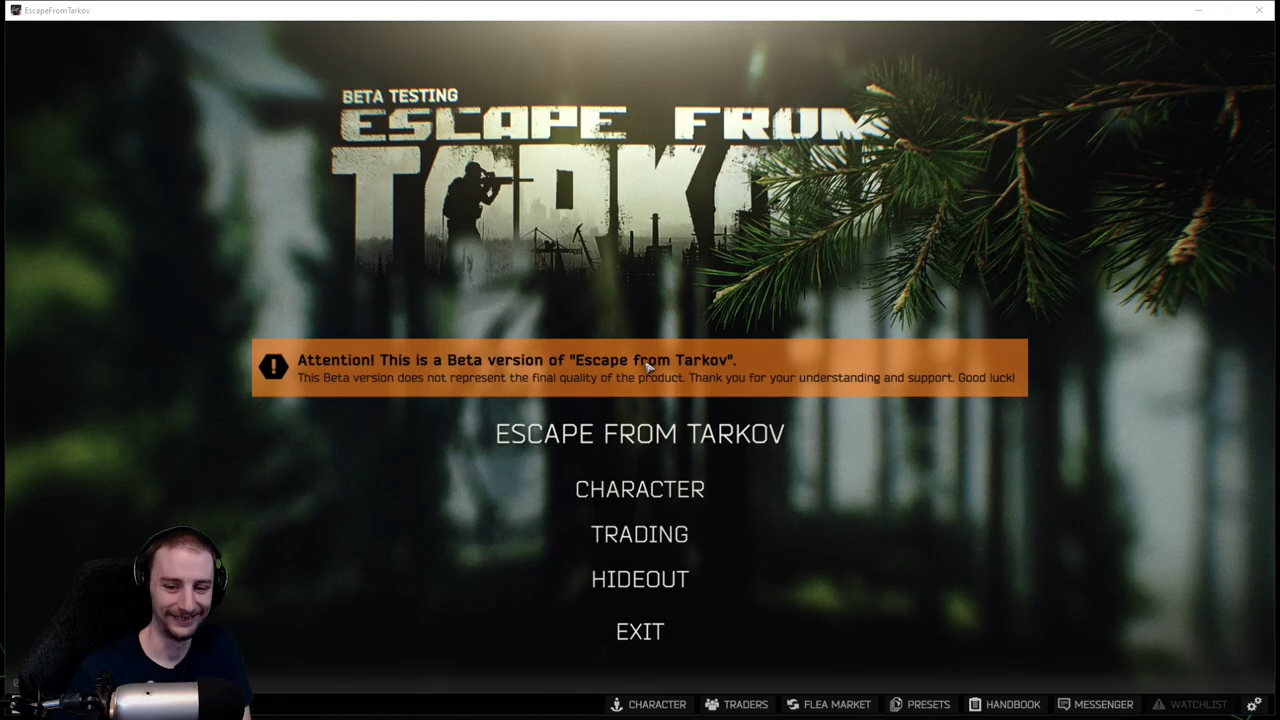 EscapeFromTarkov
BETA TESTING
ESCAPE FROM
TARKOV
Attention! This is a Beta version of "Escape from Tarkov".
This Beta version does not represent the final quality of the product. Thank you for your understanding and support. Good luck!
ESCAPE FROM TARKOV
CHARACTER
TRADING
HIDEOUT
EXIT
CHARACTER TRADERS FLEA MARKET PRESETS HANDBOOK MESSENGER WATCHLIST